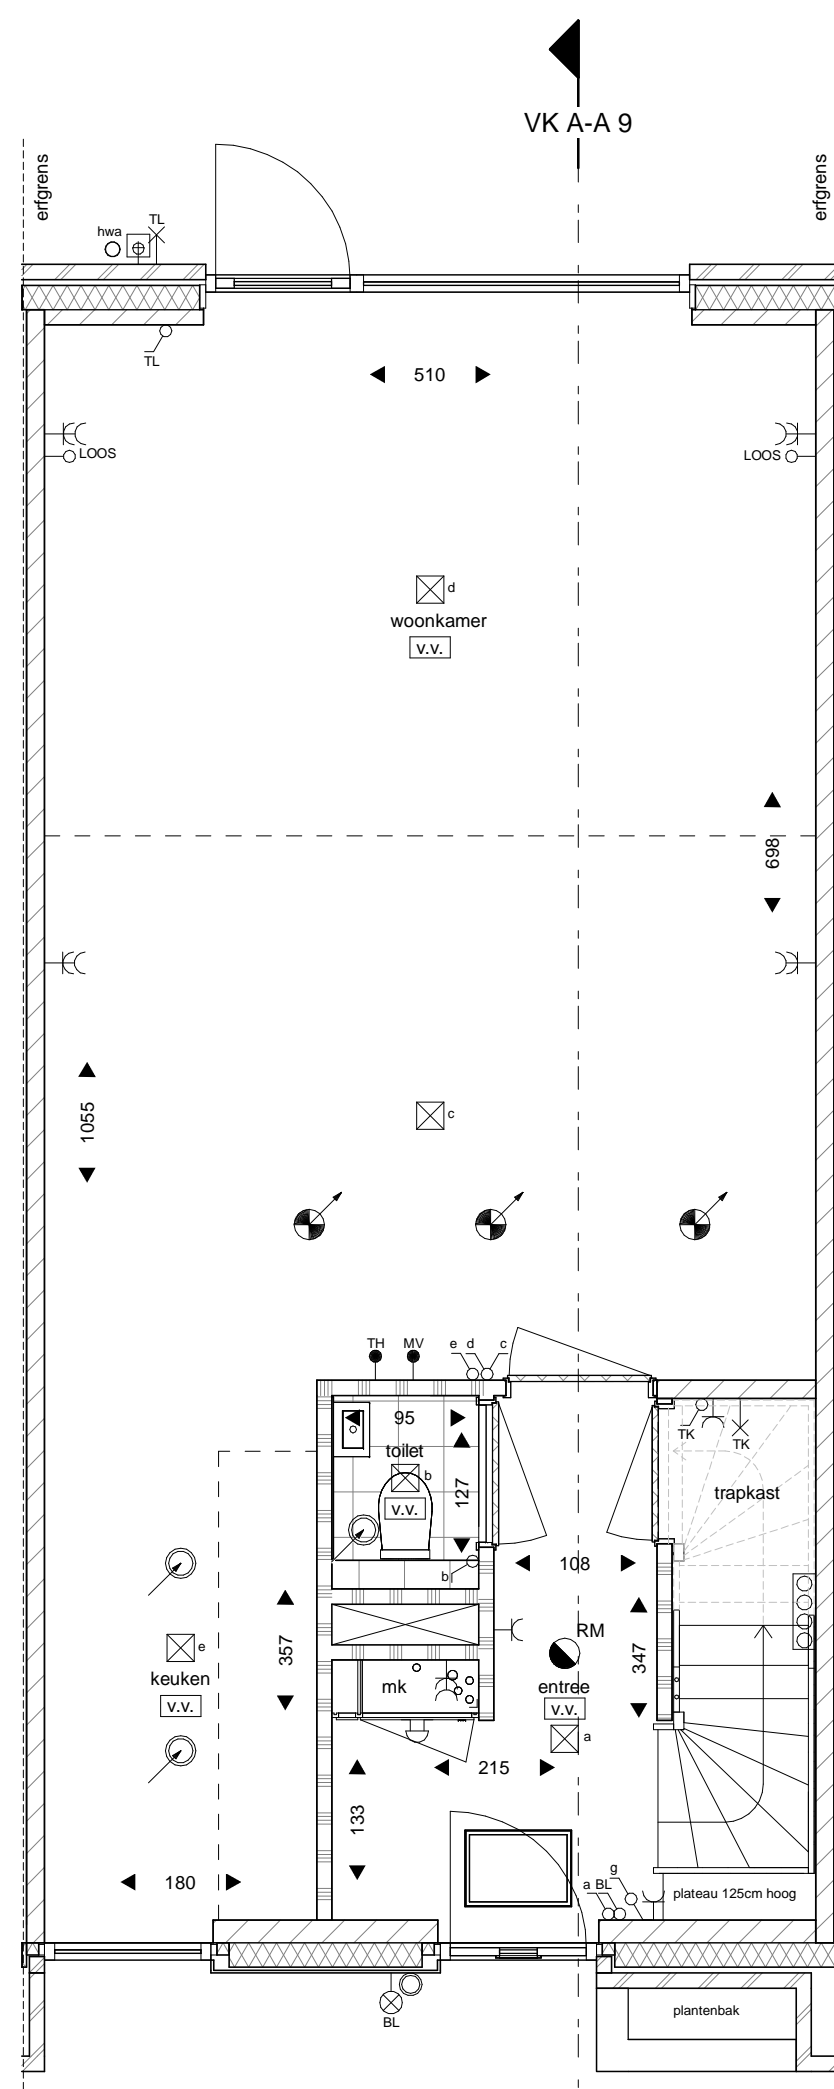 VK A-A 9
erfgrens
erfgrens
TL
hwa
TL
510
LOOS
LOOS
d
woonkamer
v.v.
698
1055
c
TH
MV
e
d
c
95
toilet
b
v.v.
127
TK
TK
trapkast
b
108
357
RM
347
e
keuken
v.v.
mk
entree
v.v.
a
215
133
180
g
a
BL
plateau 125cm hoog
BL
plantenbak